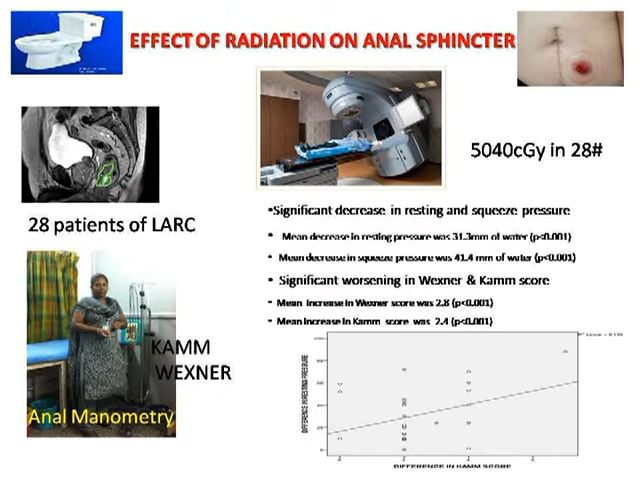 EFFECT OF RADIATION ON ANAL SPHINCTER
5040cGy in 28#
28 patients of LARC
•Significant decrease in resting and squeeze pressure
• Mean decrease in resting pressure was 31.3mm of water (p<0.001)
• Mean decrease in squeeze pressure was 41.4 mm of water (p<0.001)
• Significant worsening in Wexner & Kamm score
• Mean increase in Wexner score was 2.8 (p<0.001)
• Mean increase in Kamm score was 2.4 (p<0.001)
KAMM
WEXNER
Anal Manometry
DIFFERENCE IN RESTING PRESSURE
DIFFERENCE IN KAMM SCORE